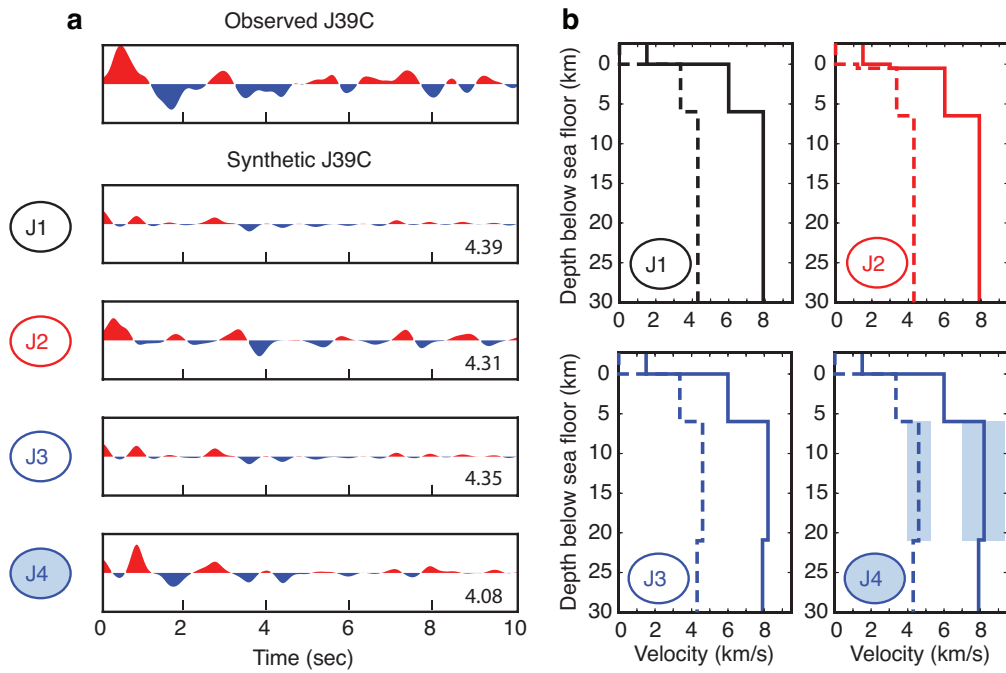 a
Observed J39C
Synthetic J39C
J1
4.39
J2
4.31
J3
4.35
J4
4.08
0 2 4 6 8 10
Time (sec)
b
Depth below sea floor (km)
0
5
10
15
20
25
30
J1
0 2 4 6 8
J2
0 2 4 6 8
Depth below sea floor (km)
0
5
10
15
20
25
30
J3
0 2 4 6 8
Velocity (km/s)
J4
0 2 4 6 8
Velocity (km/s)